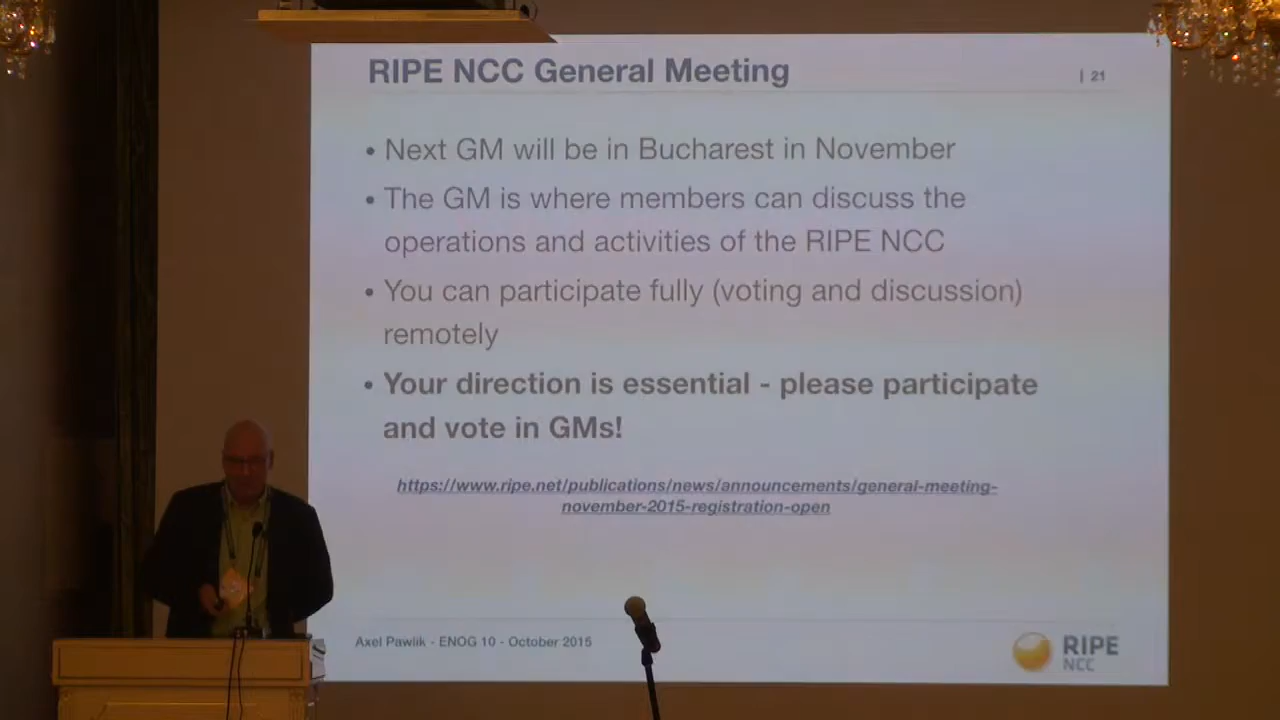 RIPE NCC General Meeting
| 21
• Next GM will be in Bucharest in November
• The GM is where members can discuss the
operations and activities of the RIPE NCC
• You can participate fully (voting and discussion)
remotely
• Your direction is essential - please participate
and vote in GMs!
https://www.ripe.net/publications/news/announcements/general-meeting-
november-2015-registration-open
Axel Pawlik - ENOG 10 - October 2015
RIPE
NCC